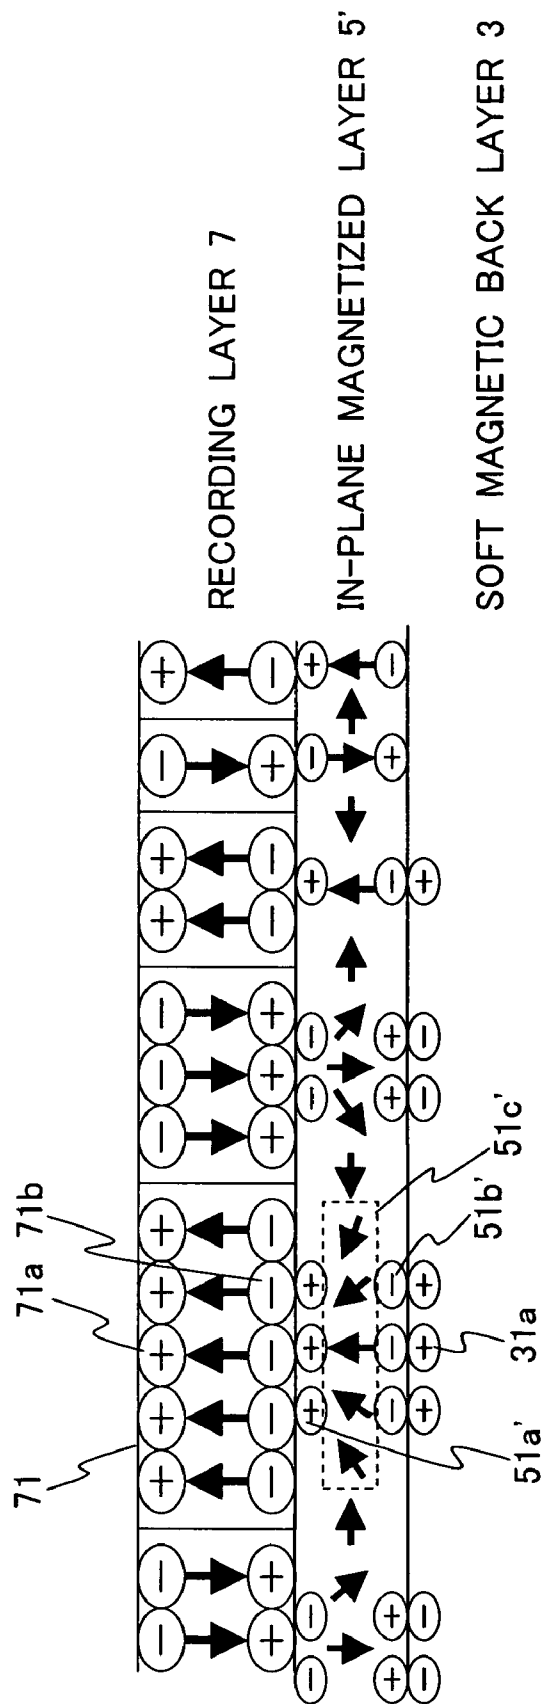 71
71a
71b
RECORDING LAYER 7
IN-PLANE MAGNETIZED LAYER 5'
SOFT MAGNETIC BACK LAYER 3
51a'
31a
51b'
51c'